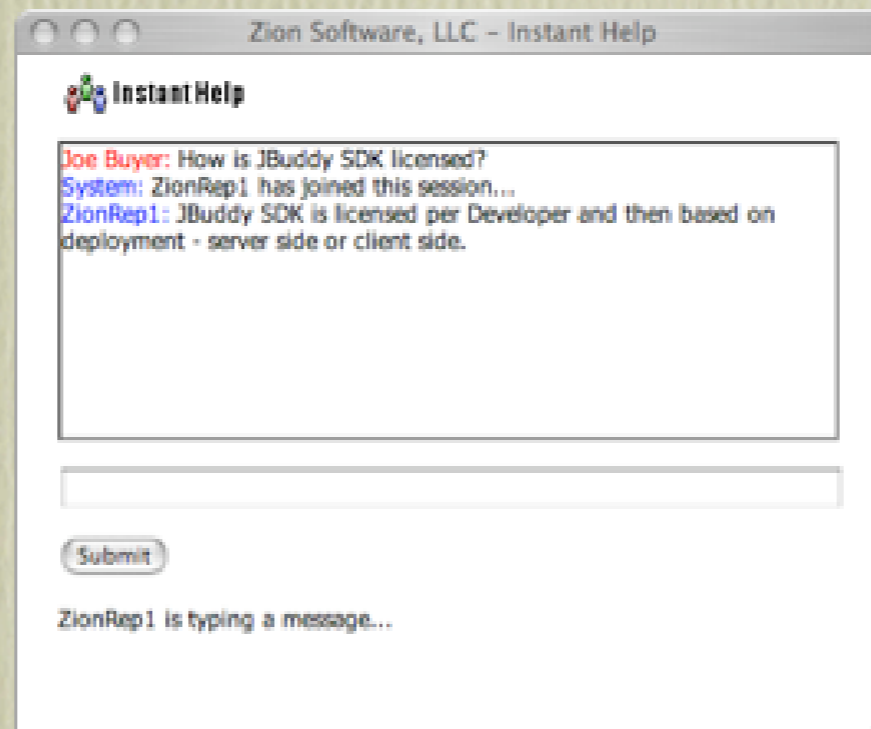 Zion Software, LLC – Instant Help
InstantHelp
Joe Buyer: How is JBuddy SDK licensed?
System: ZionRep1 has joined this session...
ZionRep1: JBuddy SDK is licensed per Developer and then based on
deployment - server side or client side.
Submit
ZionRep1 is typing a message...